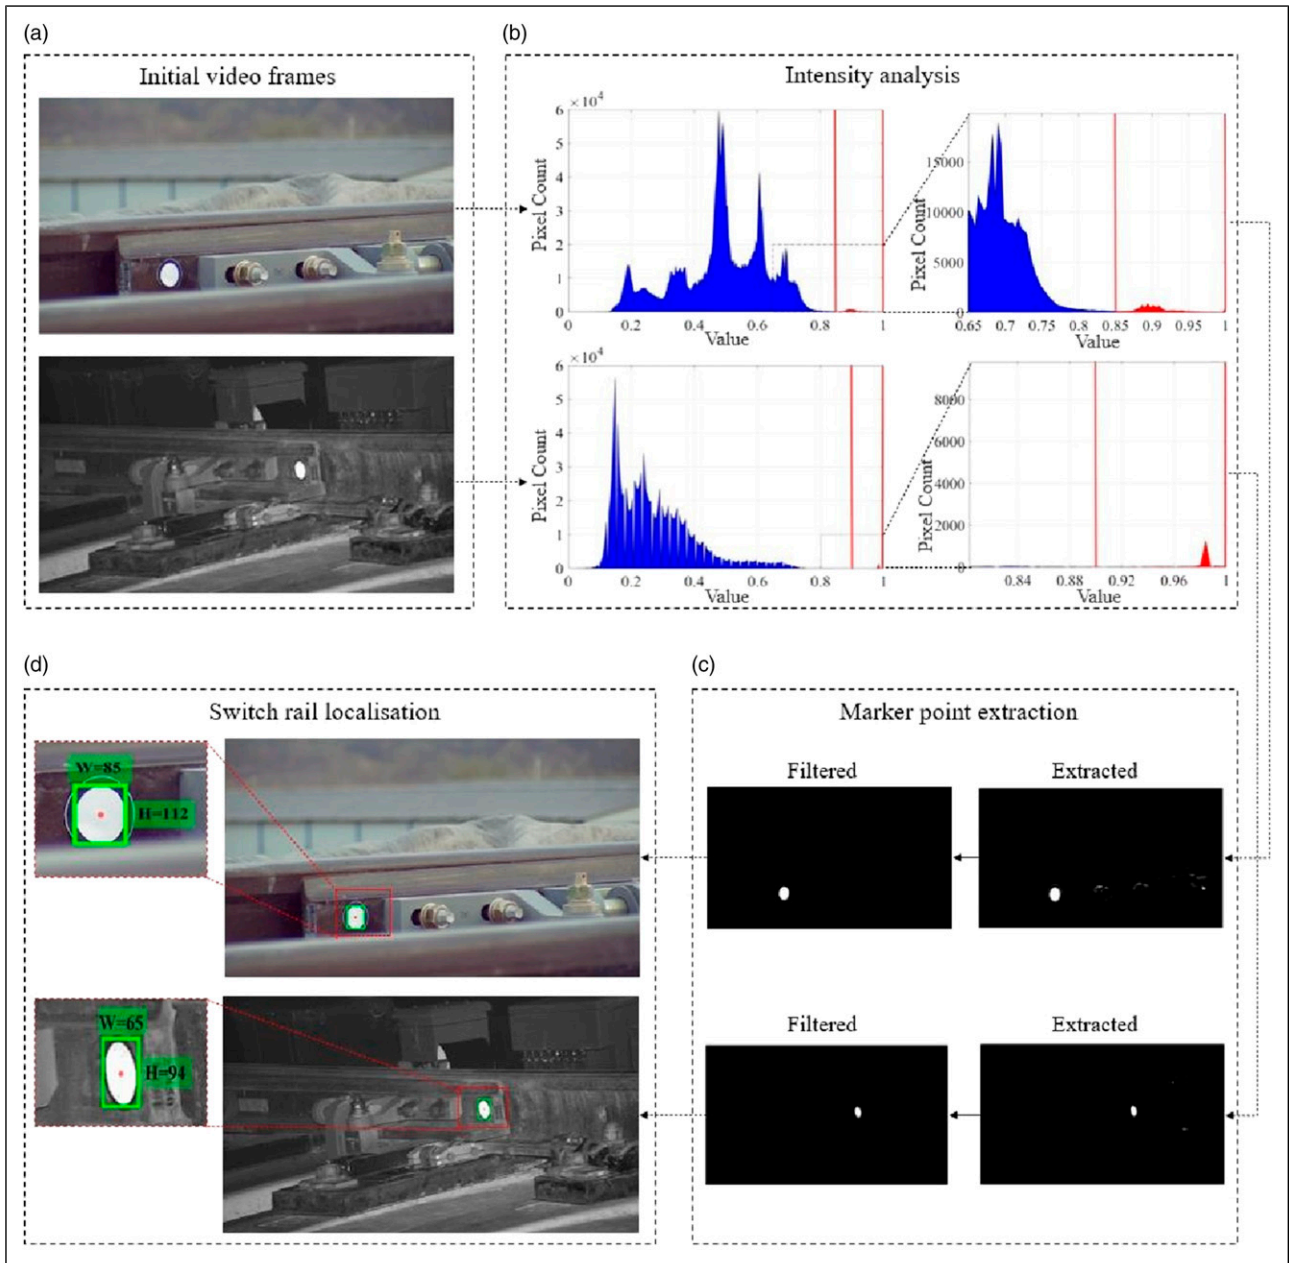 (a)
Initial video frames
(b)
Intensity analysis
×10⁴
6
5
4
3
2
1
0
Pixel Count
0 0.2 0.4 0.6 0.8 1
Value
15000
10000
5000
0
Pixel Count
0.65 0.7 0.75 0.8 0.85 0.9 0.95 1
Value
×10⁴
6
5
4
3
2
1
0
Pixel Count
0 0.2 0.4 0.6 0.8 1
Value
8000
6000
4000
2000
0
Pixel Count
0.84 0.88 0.92 0.96 1
Value
(d)
Switch rail localisation
W=85
H=112
W=65
H=94
(c)
Marker point extraction
Filtered
Extracted
Filtered
Extracted